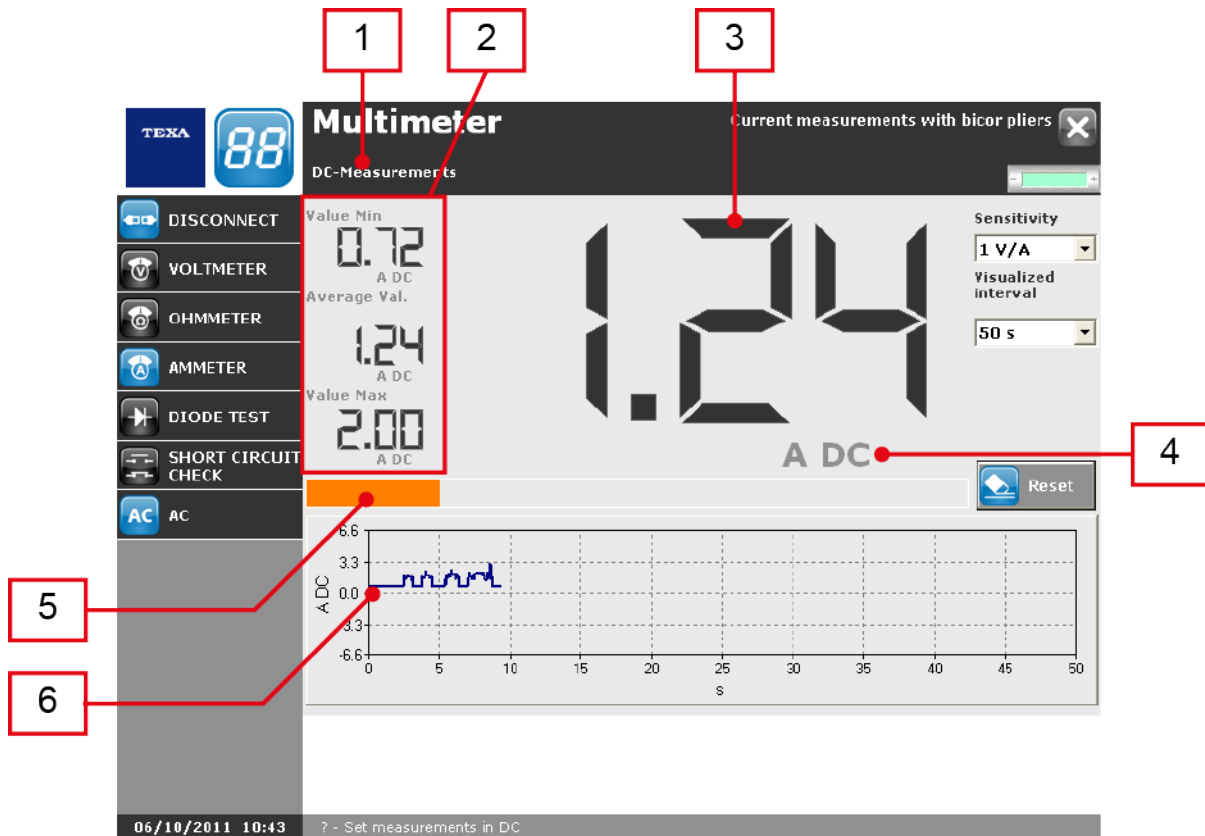 1
2
3
TEXA
88
Multimeter
Current measurements with bicor pliers
DC-Measurements
- +
DISCONNECT
V
VOLTMETER
Ω
OHMMETER
A
AMMETER
DIODE TEST
SHORT CIRCUIT
CHECK
AC AC
Value Min
0.72
A DC
Average Val.
1.24
A DC
Value Max
2.00
A DC
1.24
A DC
Sensitivity
1 V/A
Visualized
interval
50 s
4
Reset
5
6
A DC
6.6
3.3
0.0
-3.3
-6.6
0 5 10 15 20 25 30 35 40 45 50
s
06/10/2011 10:43
? - Set measurements in DC